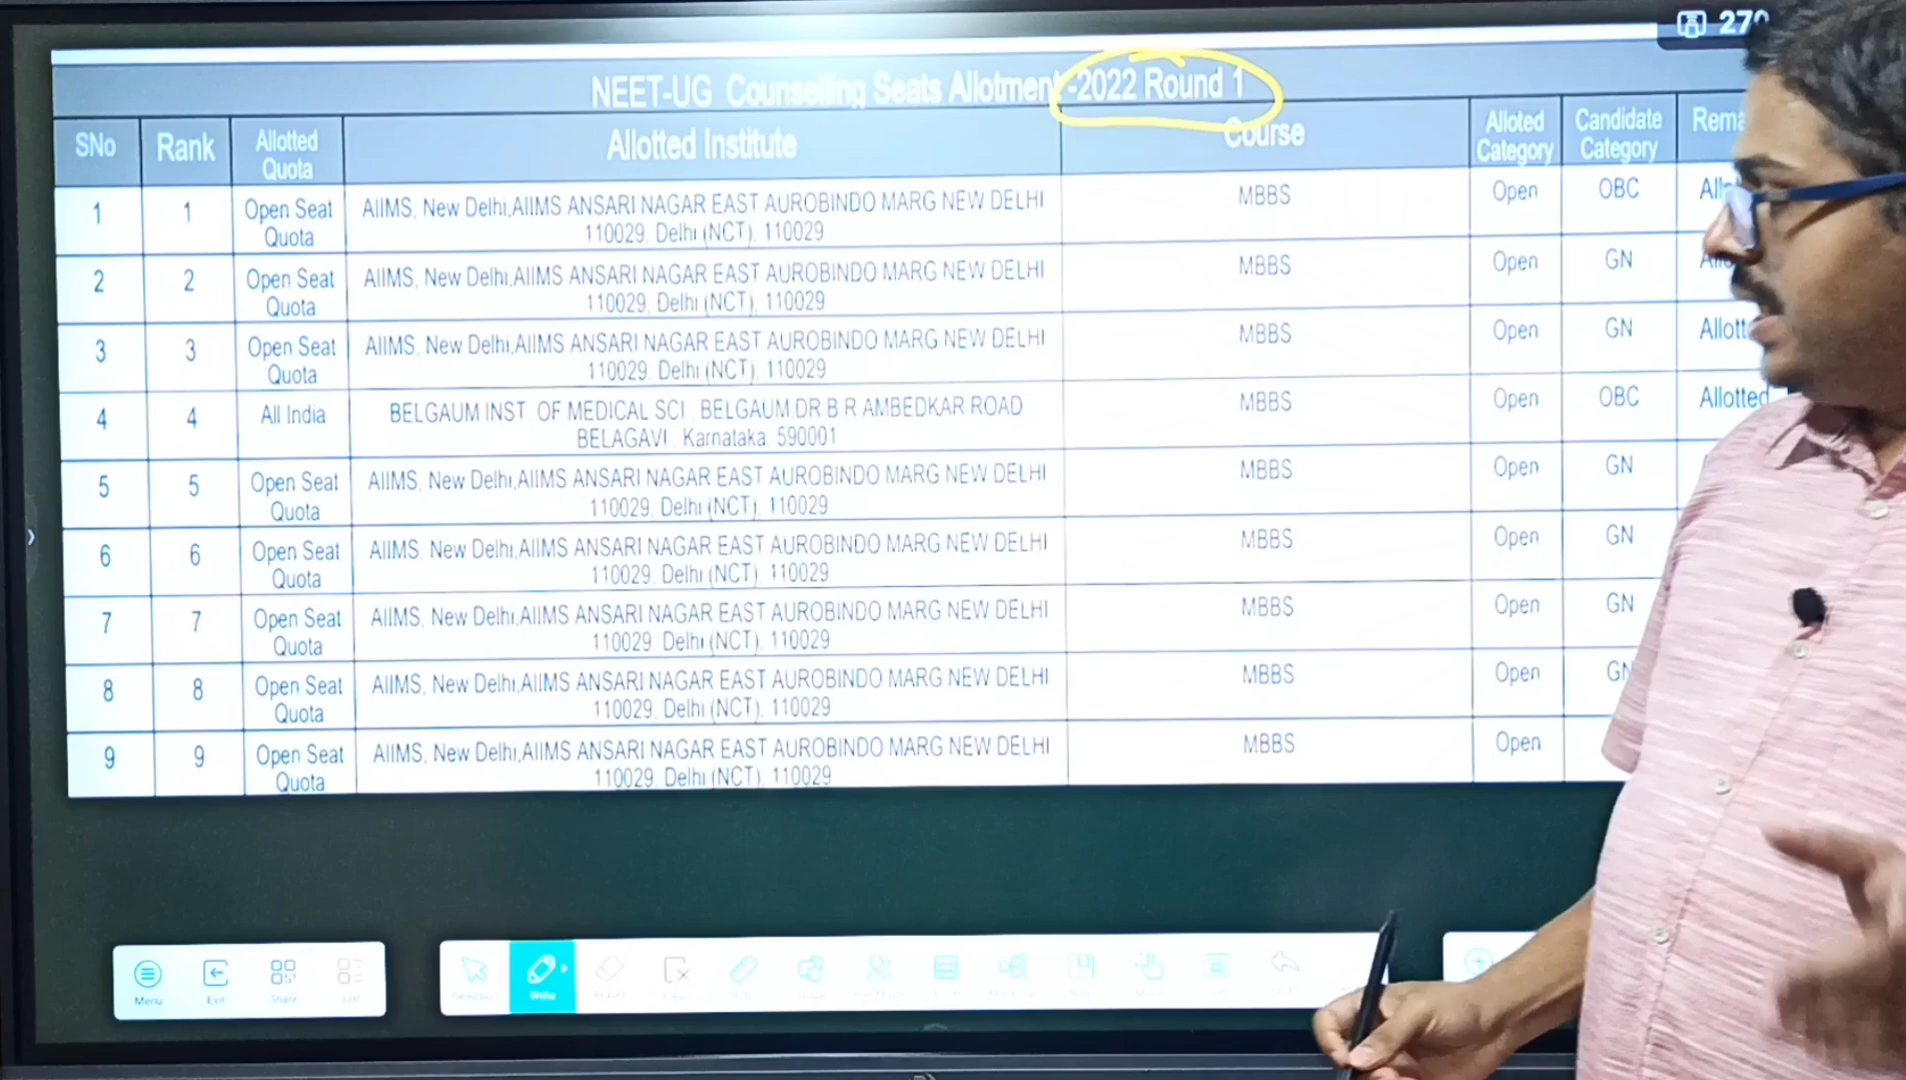 NEET-UG Counselling Seats Allotment -2022 Round 1
SNo Rank Allotted Quota Allotted Institute Course Alloted Category Candidate Category
1 1 Open Seat Quota AIIMS, New Delhi,AIIMS ANSARI NAGAR EAST AUROBINDO MARG NEW DELHI 110029, Delhi (NCT), 110029 MBBS Open OBC
2 2 Open Seat Quota AIIMS, New Delhi,AIIMS ANSARI NAGAR EAST AUROBINDO MARG NEW DELHI 110029, Delhi (NCT), 110029 MBBS Open GN
3 3 Open Seat Quota AIIMS, New Delhi,AIIMS ANSARI NAGAR EAST AUROBINDO MARG NEW DELHI 110029, Delhi (NCT), 110029 MBBS Open GN
4 4 All India BELGAUM INST OF MEDICAL SCI , BELGAUM DR B R AMBEDKAR ROAD BELAGAVI , Karnataka, 590001 MBBS Open OBC Allotted
5 5 Open Seat Quota AIIMS, New Delhi,AIIMS ANSARI NAGAR EAST AUROBINDO MARG NEW DELHI 110029, Delhi (NCT), 110029 MBBS Open GN
6 6 Open Seat Quota AIIMS, New Delhi,AIIMS ANSARI NAGAR EAST AUROBINDO MARG NEW DELHI 110029, Delhi (NCT), 110029 MBBS Open GN
7 7 Open Seat Quota AIIMS, New Delhi,AIIMS ANSARI NAGAR EAST AUROBINDO MARG NEW DELHI 110029, Delhi (NCT), 110029 MBBS Open GN
8 8 Open Seat Quota AIIMS, New Delhi,AIIMS ANSARI NAGAR EAST AUROBINDO MARG NEW DELHI 110029, Delhi (NCT), 110029 MBBS Open GN
9 9 Open Seat Quota AIIMS, New Delhi,AIIMS ANSARI NAGAR EAST AUROBINDO MARG NEW DELHI 110029, Delhi (NCT), 110029 MBBS Open
Menu Exit Share Write